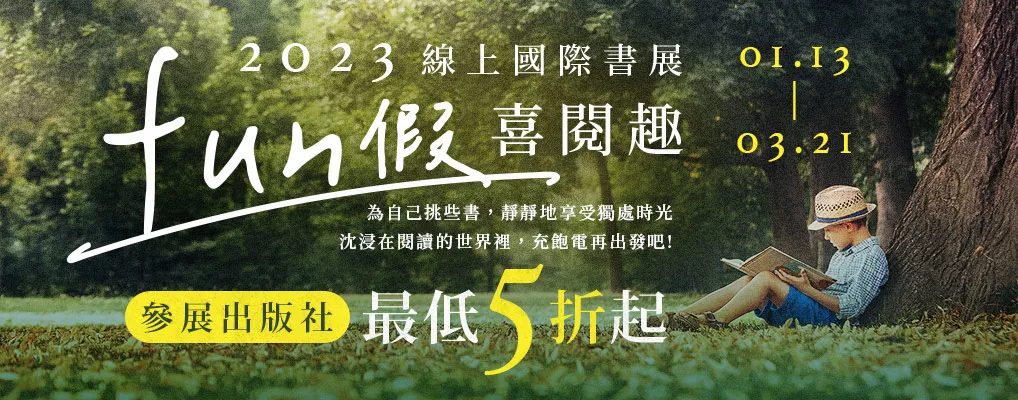 2023 線上國際書展
fun假 喜閱趣
01.13
|
03.21
為自己挑些書，靜靜地享受獨處時光
沈浸在閱讀的世界裡，充飽電再出發吧!
參展出版社 最低5折起